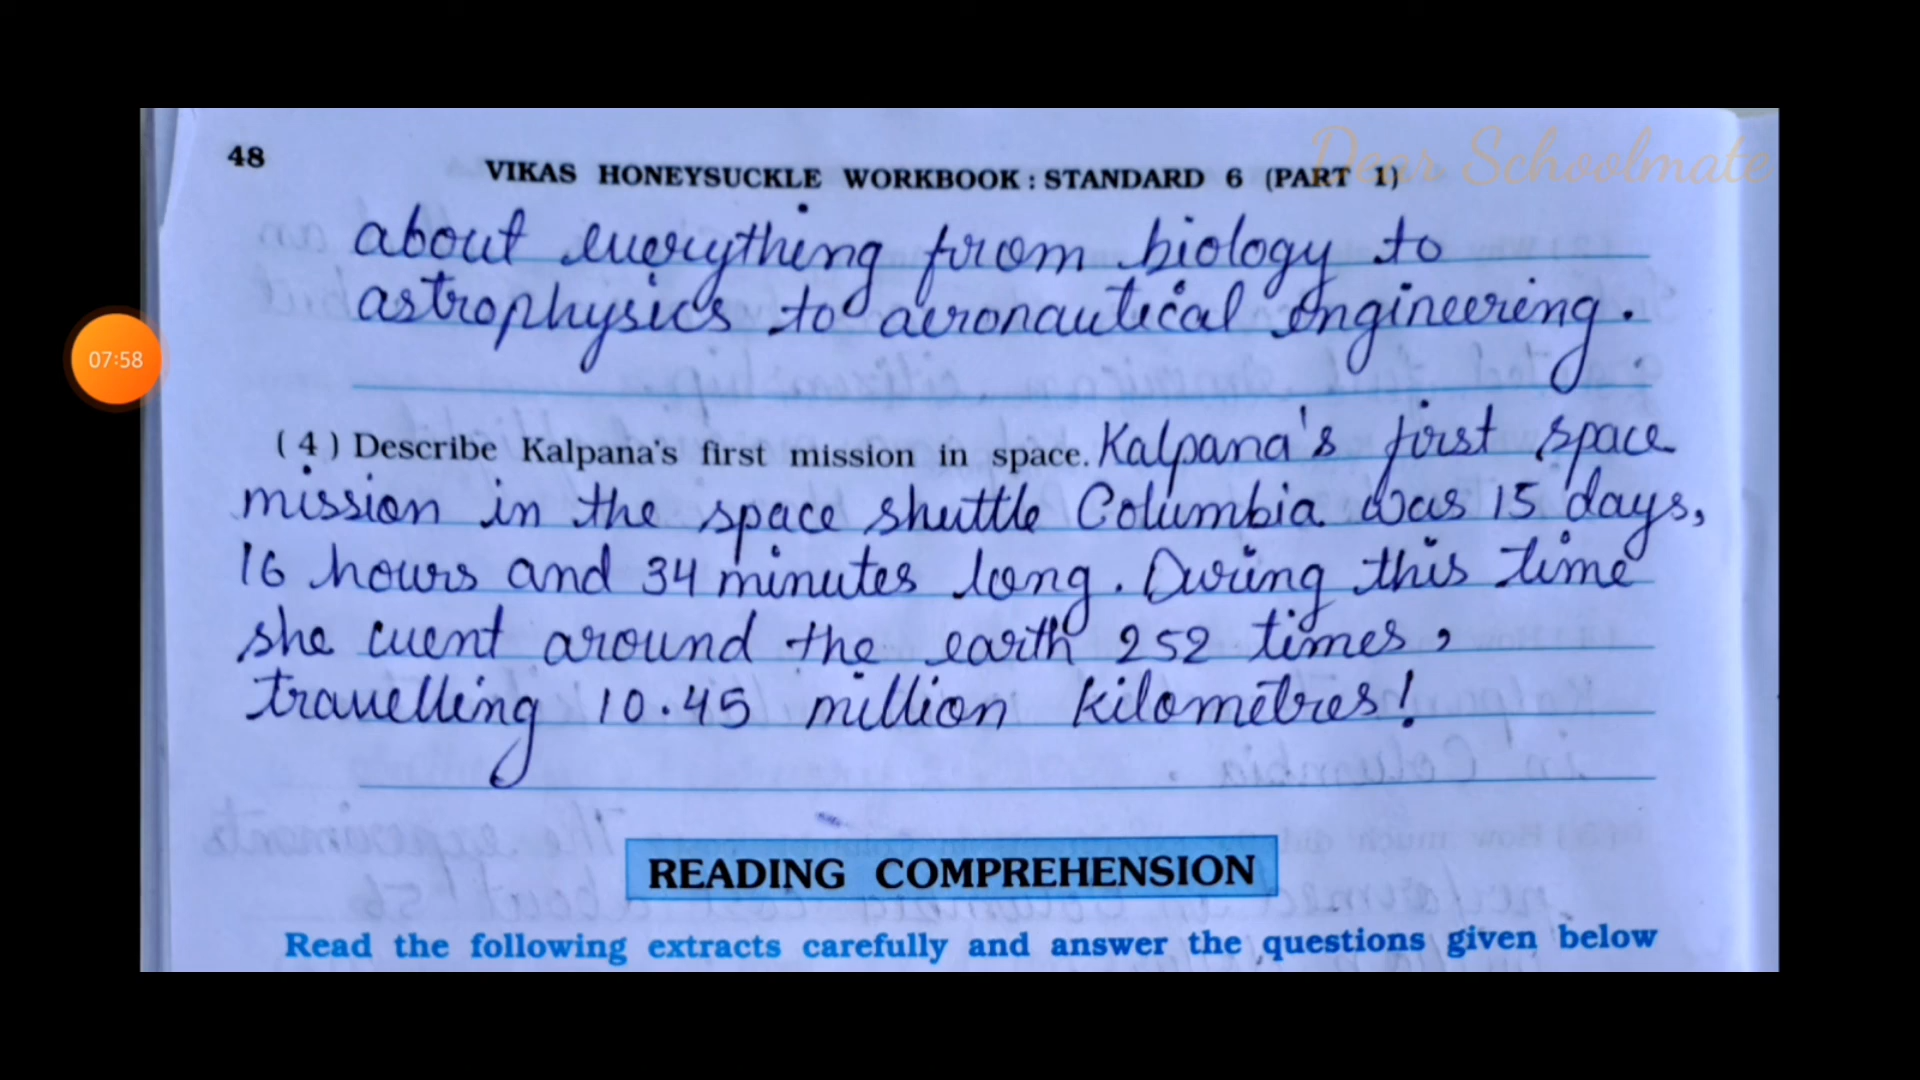 Dear Schoolmate
48
VIKAS HONEYSUCKLE WORKBOOK : STANDARD 6 (PART 1)
about everything from biology to
astrophysics to aeronautical engineering.
07:58
(4) Describe Kalpana's first mission in space. Kalpana's first space
mission in the space shuttle Columbia was 15 days,
16 hours and 34 minutes long. During this time
she went around the earth 252 times,
travelling 10.45 million kilometres!
READING COMPREHENSION
Read the following extracts carefully and answer the questions given below